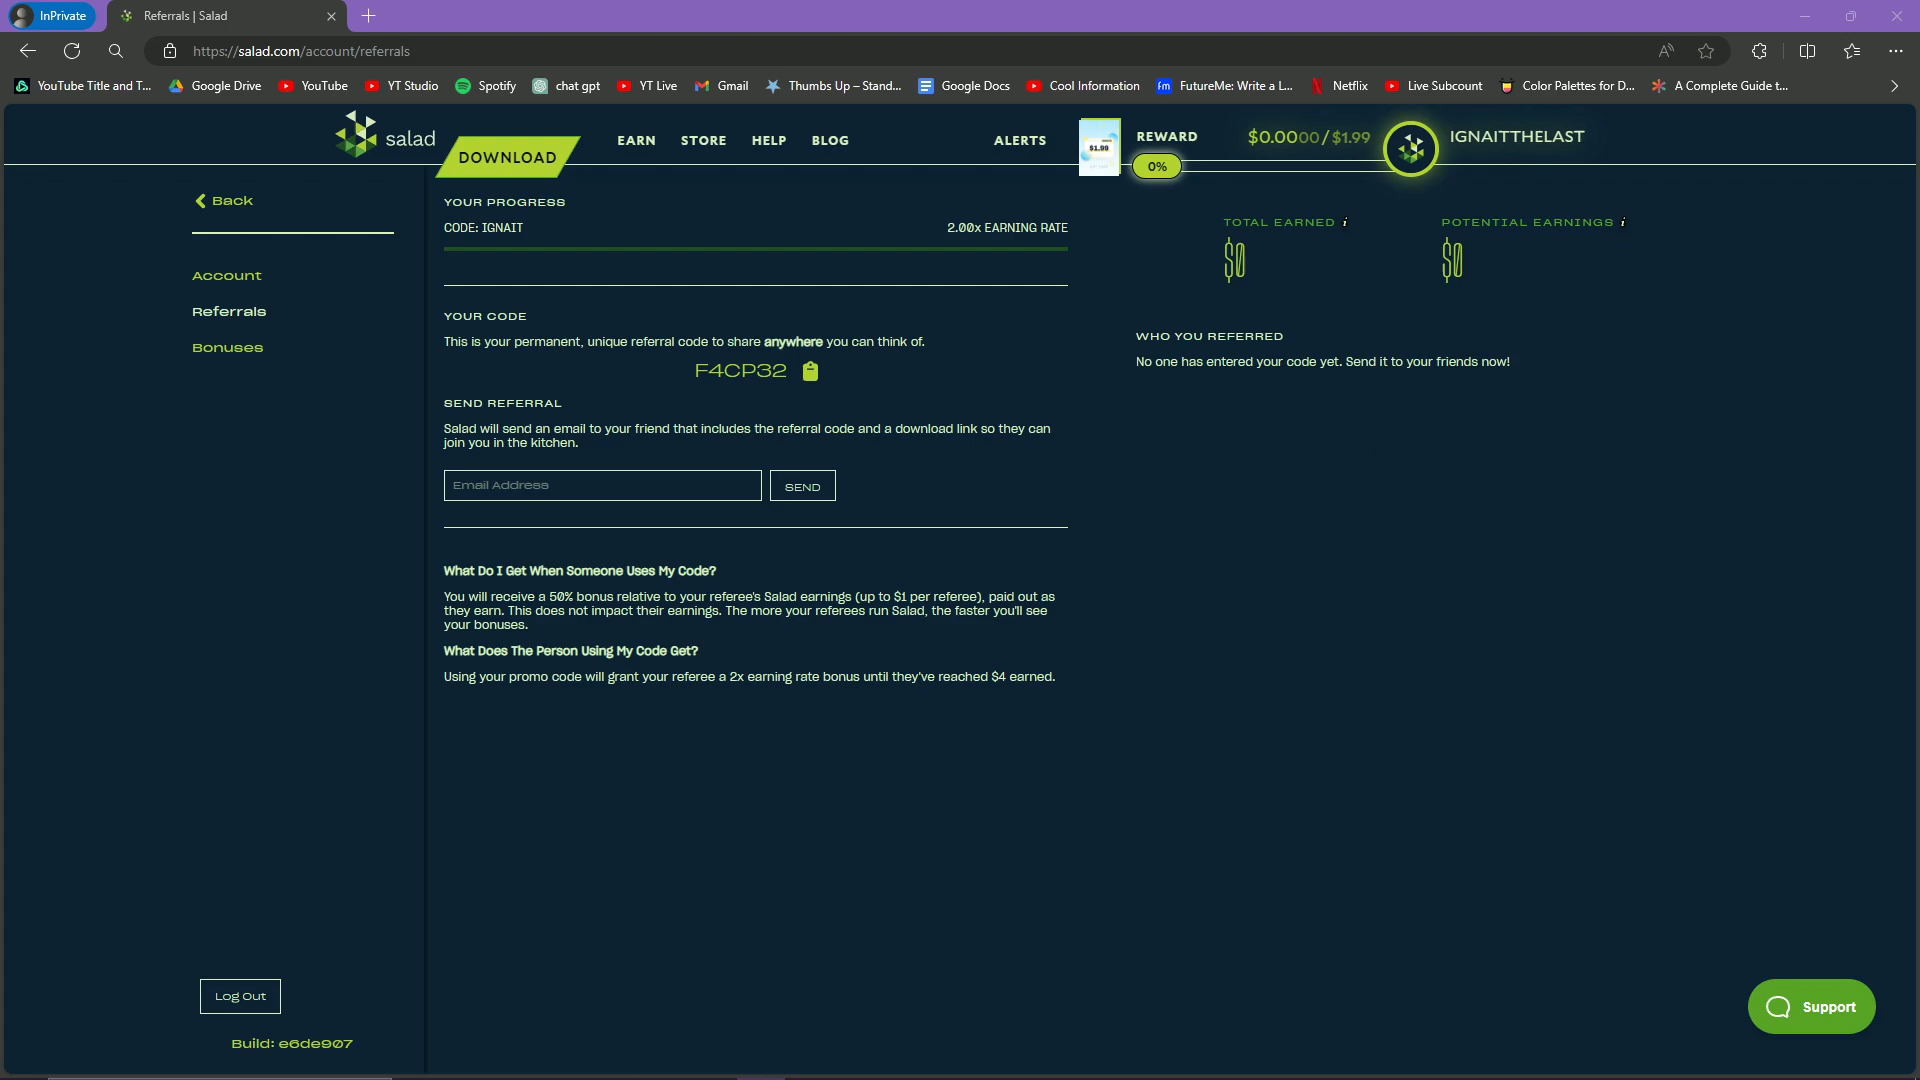 InPrivate
Referrals | Salad
https://salad.com/account/referrals
YouTube Title and T...
Google Drive
YouTube
YT Studio
Spotify
chat gpt
YT Live
Gmail
Thumbs Up – Stand...
Google Docs
Cool Information
Fm FutureMe: Write a L...
Netflix
Live Subcount
Color Palettes for D...
A Complete Guide t...
salad
DOWNLOAD
EARN
STORE
HELP
BLOG
ALERTS
$1.99
REWARD
$0.0000/$1.99
0%
IGNAITTHELAST
Back
Account
Referrals
Bonuses
YOUR PROGRESS
CODE: IGNAIT
2.00x EARNING RATE
YOUR CODE
This is your permanent, unique referral code to share anywhere you can think of.
F4CP32
SEND REFERRAL
Salad will send an email to your friend that includes the referral code and a download link so they can
join you in the kitchen.
Email Address
SEND
What Do I Get When Someone Uses My Code?
You will receive a 50% bonus relative to your referee's Salad earnings (up to $1 per referee), paid out as
they earn. This does not impact their earnings. The more your referees run Salad, the faster you'll see
your bonuses.
What Does The Person Using My Code Get?
Using your promo code will grant your referee a 2x earning rate bonus until they've reached $4 earned.
TOTAL EARNED i
$0
POTENTIAL EARNINGS i
$0
WHO YOU REFERRED
No one has entered your code yet. Send it to your friends now!
Log Out
Build: e6de907
Support